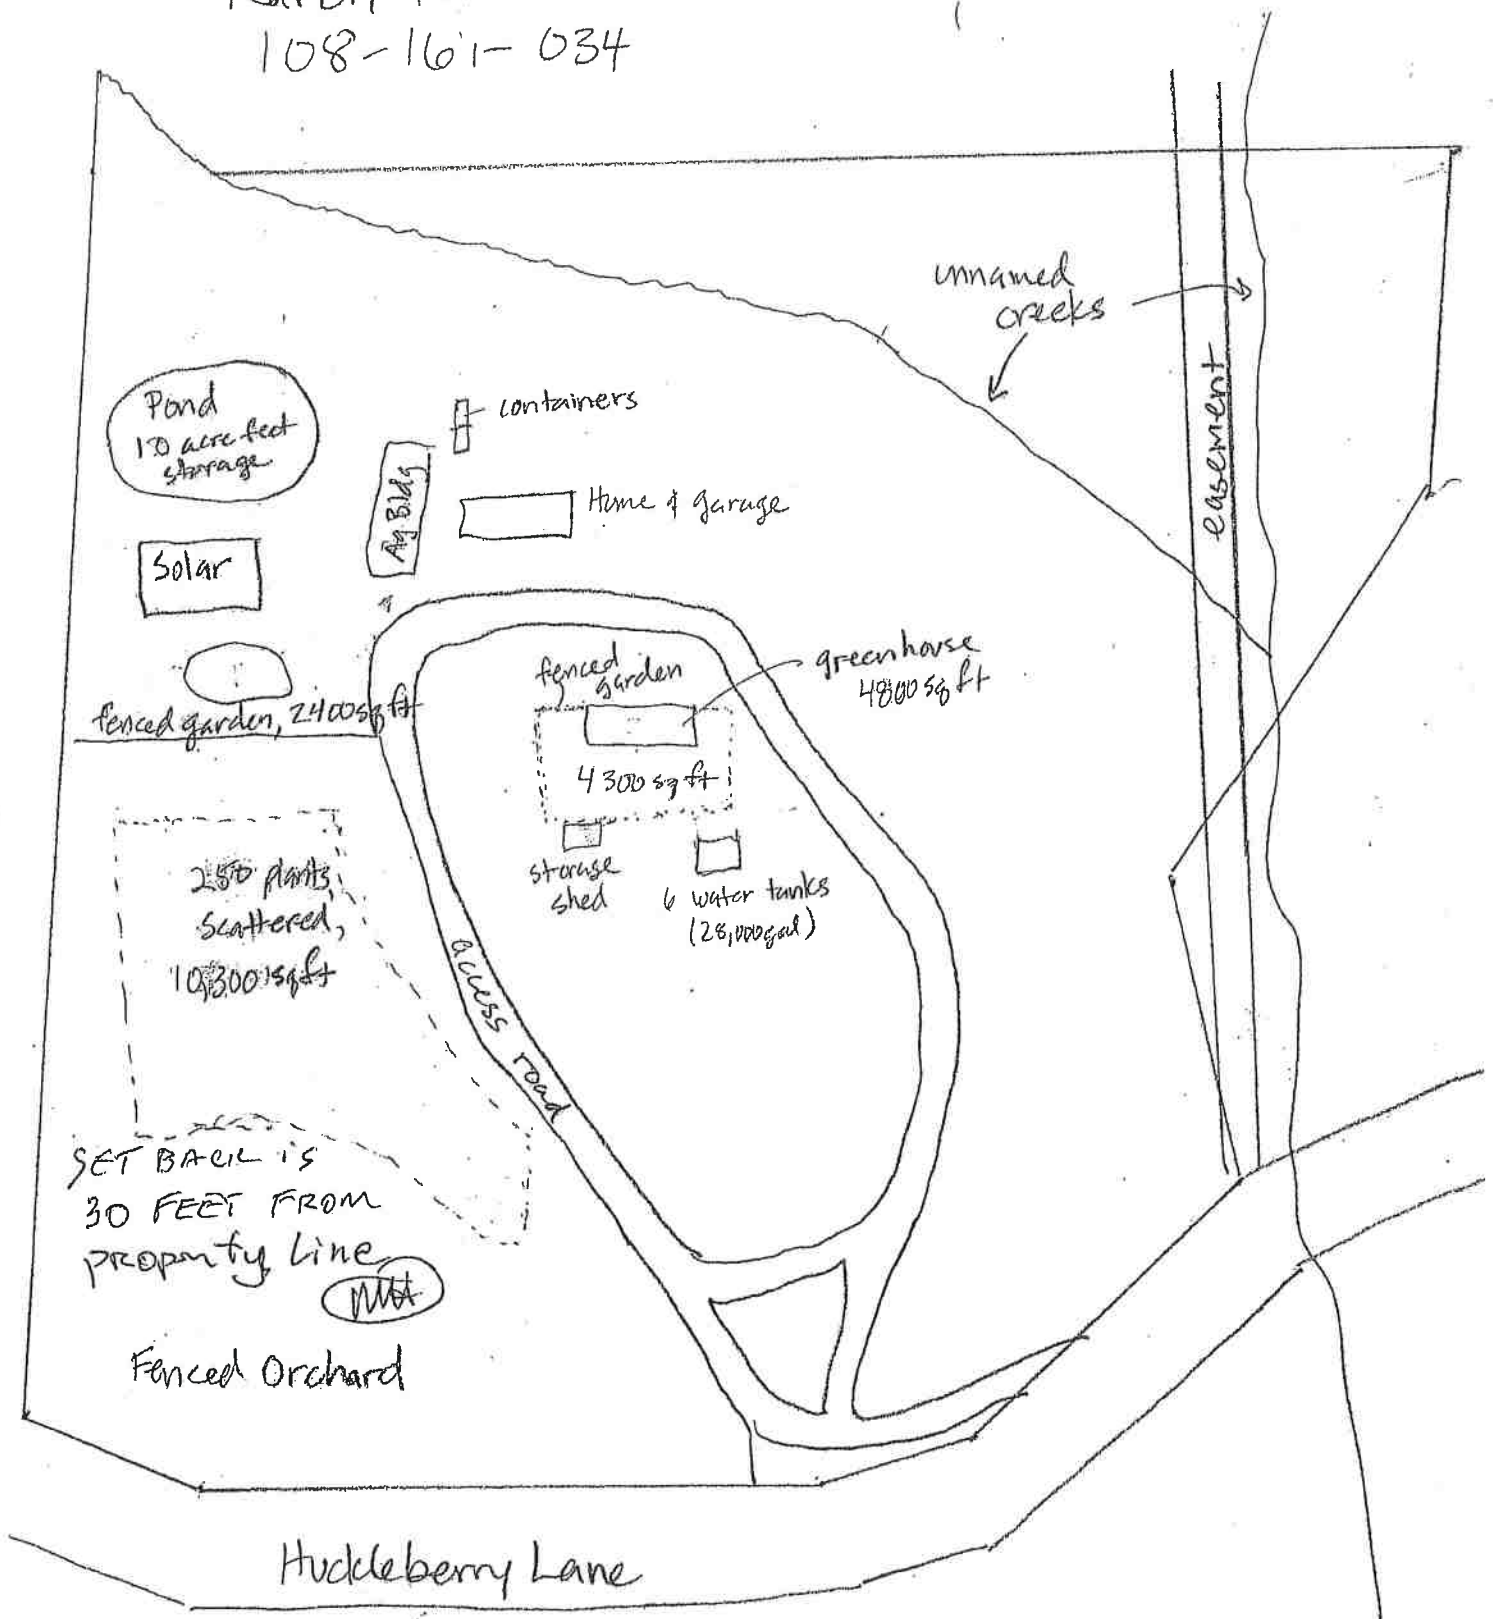 108-161-034
unnamed
creeks
easement
Pond
1.0 acre feet
storage
containers
Ag Bldg
Home & garage
Solar
fenced garden, 2400 sq ft
fenced
garden
greenhouse
4800 sq ft
4300 sq ft
storage
shed
6 water tanks
(28,000 gal)
250 plants,
scattered,
10,300 sq ft
access road
SET BACK iS
30 FEET FROM
property Line
Fenced Orchard
Huckleberry Lane